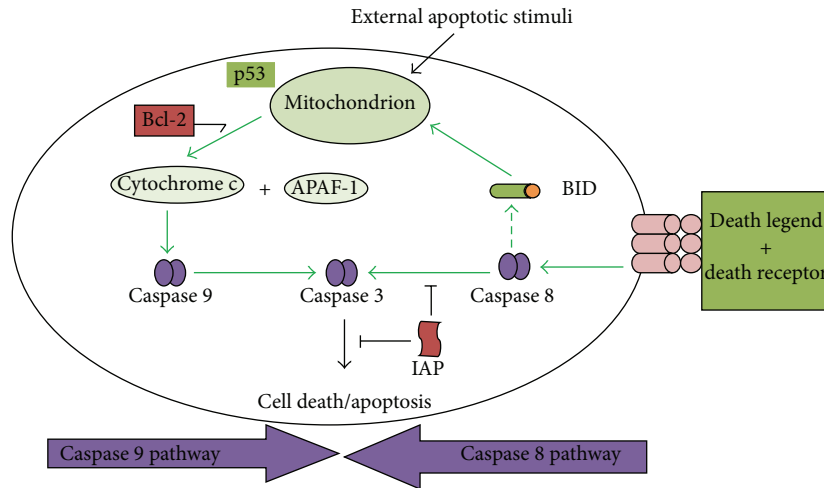 External apoptotic stimuli
p53
Mitochondrion
Bcl-2
Cytochrome c
+
APAF-1
BID
Death legend
+
death receptor
Caspase 9
Caspase 3
Caspase 8
IAP
Cell death/apoptosis
Caspase 9 pathway
Caspase 8 pathway